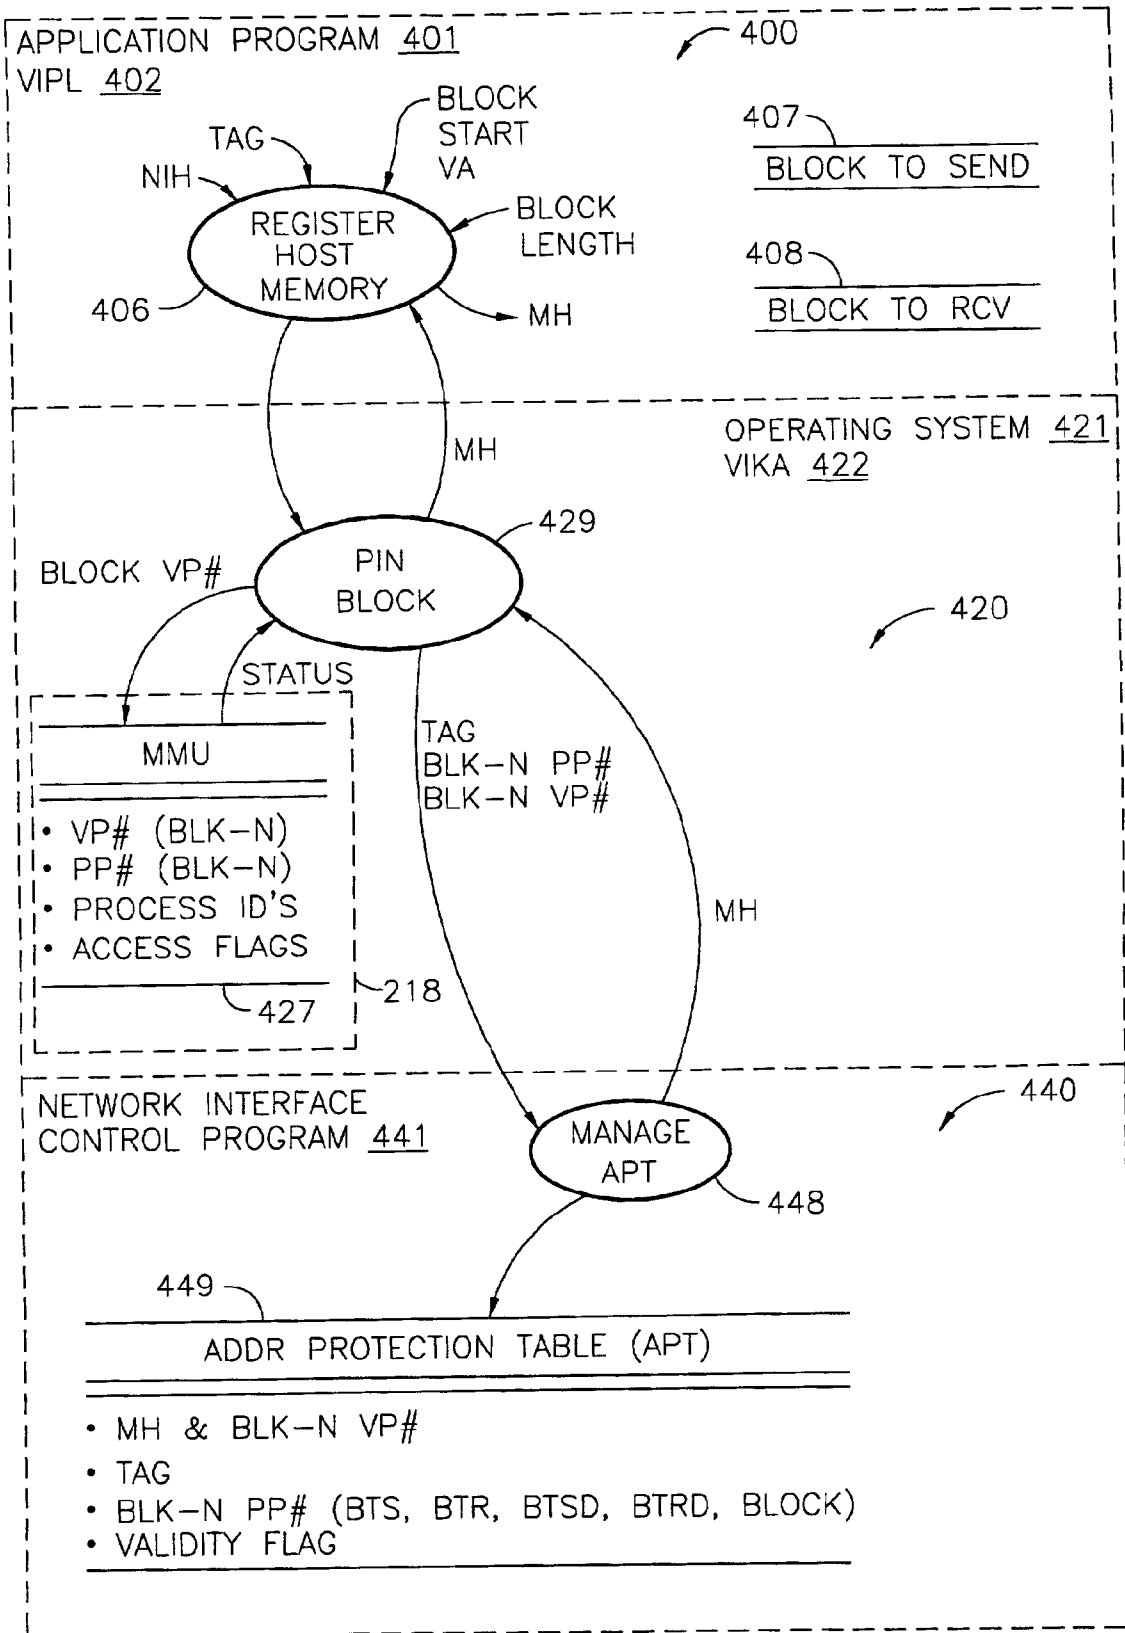 APPLICATION PROGRAM 401
VIPL 402
400
BLOCK
START
VA
TAG
NIH
407
BLOCK TO SEND
REGISTER
HOST
MEMORY
BLOCK
LENGTH
408
BLOCK TO RCV
406
MH
OPERATING SYSTEM 421
VIKA 422
MH
429
PIN
BLOCK
BLOCK VP#
420
STATUS
MMU
TAG
BLK-N PP#
BLK-N VP#
• VP# (BLK-N)
• PP# (BLK-N)
• PROCESS ID'S
• ACCESS FLAGS
MH
218
427
NETWORK INTERFACE
CONTROL PROGRAM 441
440
MANAGE
APT
448
449
ADDR PROTECTION TABLE (APT)
• MH & BLK-N VP#
• TAG
• BLK-N PP# (BTS, BTR, BTSD, BTRD, BLOCK)
• VALIDITY FLAG